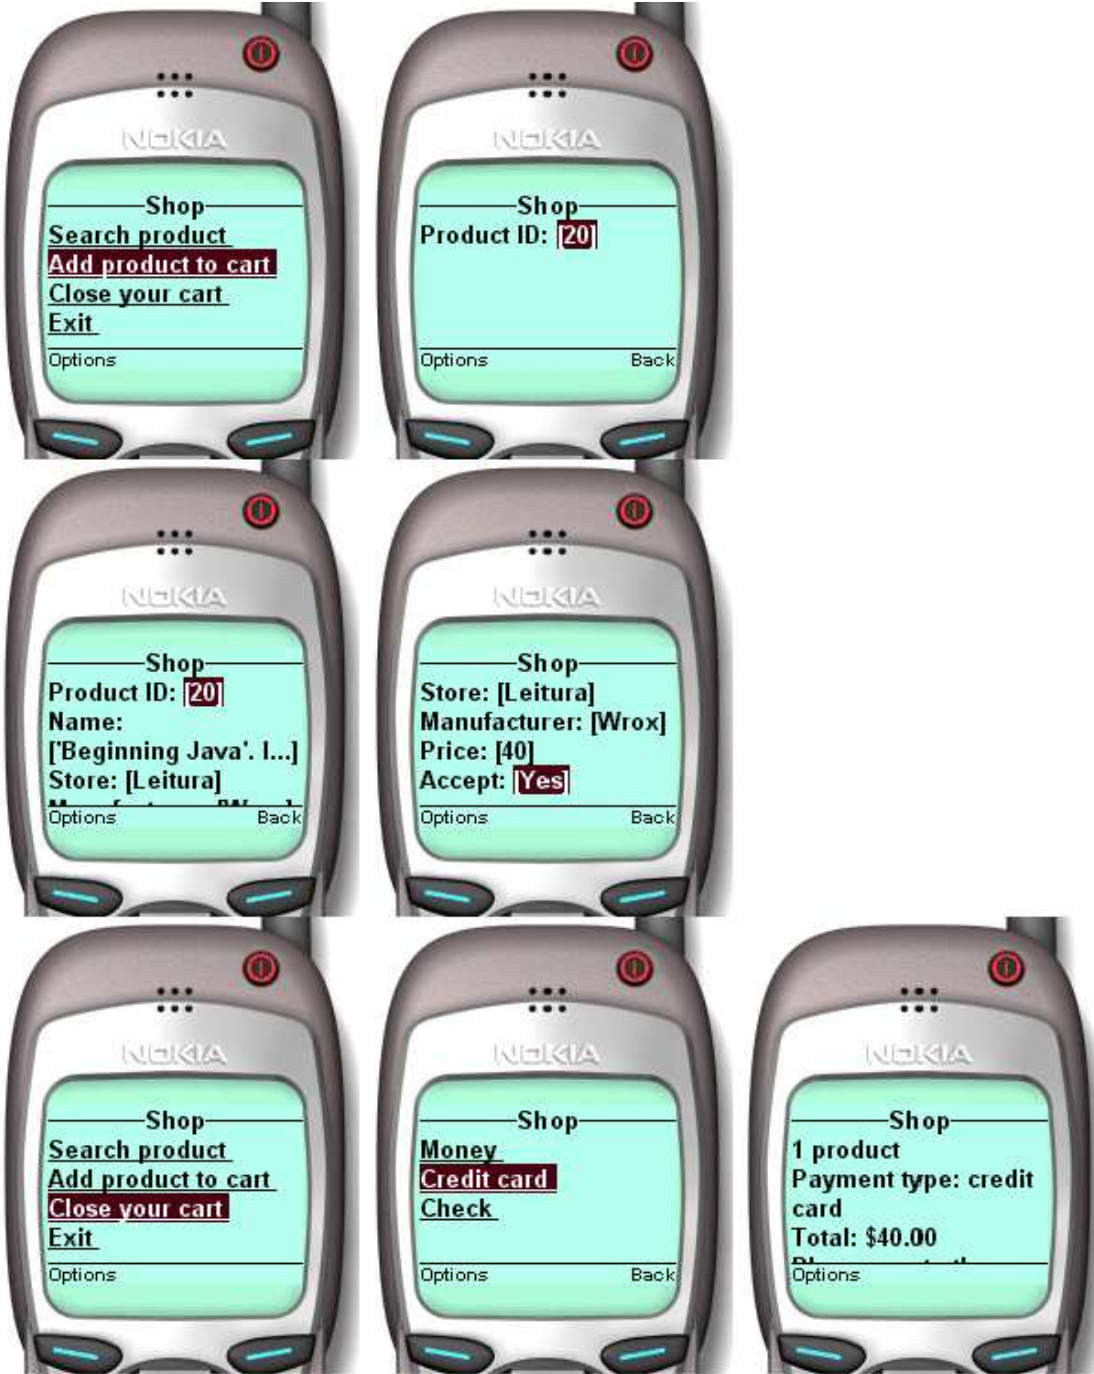 NOKIA
Shop
Search product
Add product to cart
Close your cart
Exit
Options
NOKIA
Shop
Product ID: [20]
Options
Back
NOKIA
Shop
Product ID: [20]
Name:
['Beginning Java'. I...]
Store: [Leitura]
Options
Back
NOKIA
Shop
Store: [Leitura]
Manufacturer: [Wrox]
Price: [40]
Accept: [Yes]
Options
Back
NOKIA
Shop
Search product
Add product to cart
Close your cart
Exit
Options
NOKIA
Shop
Money
Credit card
Check
Options
Back
NOKIA
Shop
1 product
Payment type: credit
card
Total: $40.00
Options